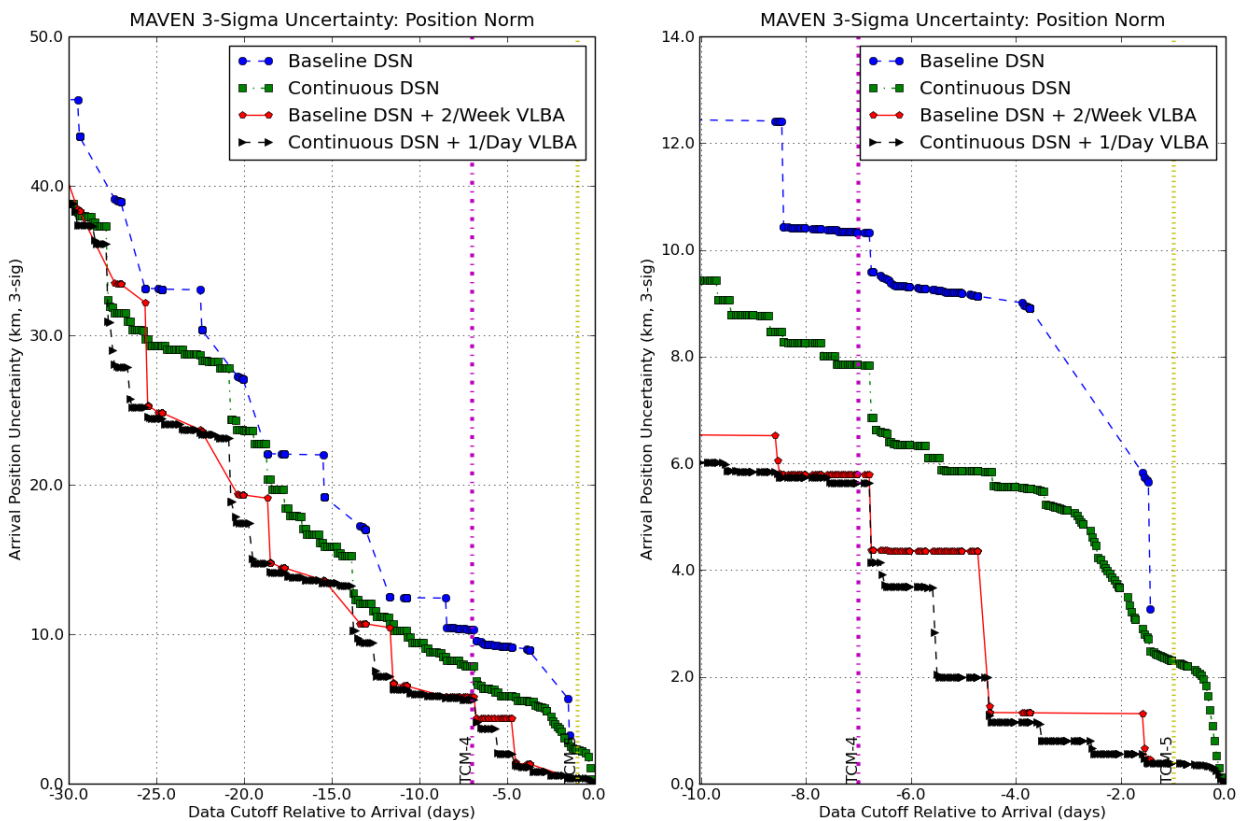 MAVEN 3-Sigma Uncertainty: Position Norm
50.0
40.0
30.0
20.0
10.0
0.0
-30.0
-25.0
-20.0
-15.0
-10.0
-5.0
0.0
Arrival Position Uncertainty (km, 3-sig)
Data Cutoff Relative to Arrival (days)
Baseline DSN
Continuous DSN
Baseline DSN + 2/Week VLBA
Continuous DSN + 1/Day VLBA
TCM-4
TCM-
MAVEN 3-Sigma Uncertainty: Position Norm
14.0
12.0
10.0
8.0
6.0
4.0
2.0
0.0
-10.0
-8.0
-6.0
-4.0
-2.0
0.0
Arrival Position Uncertainty (km, 3-sig)
Data Cutoff Relative to Arrival (days)
Baseline DSN
Continuous DSN
Baseline DSN + 2/Week VLBA
Continuous DSN + 1/Day VLBA
TCM-4
TCM-5